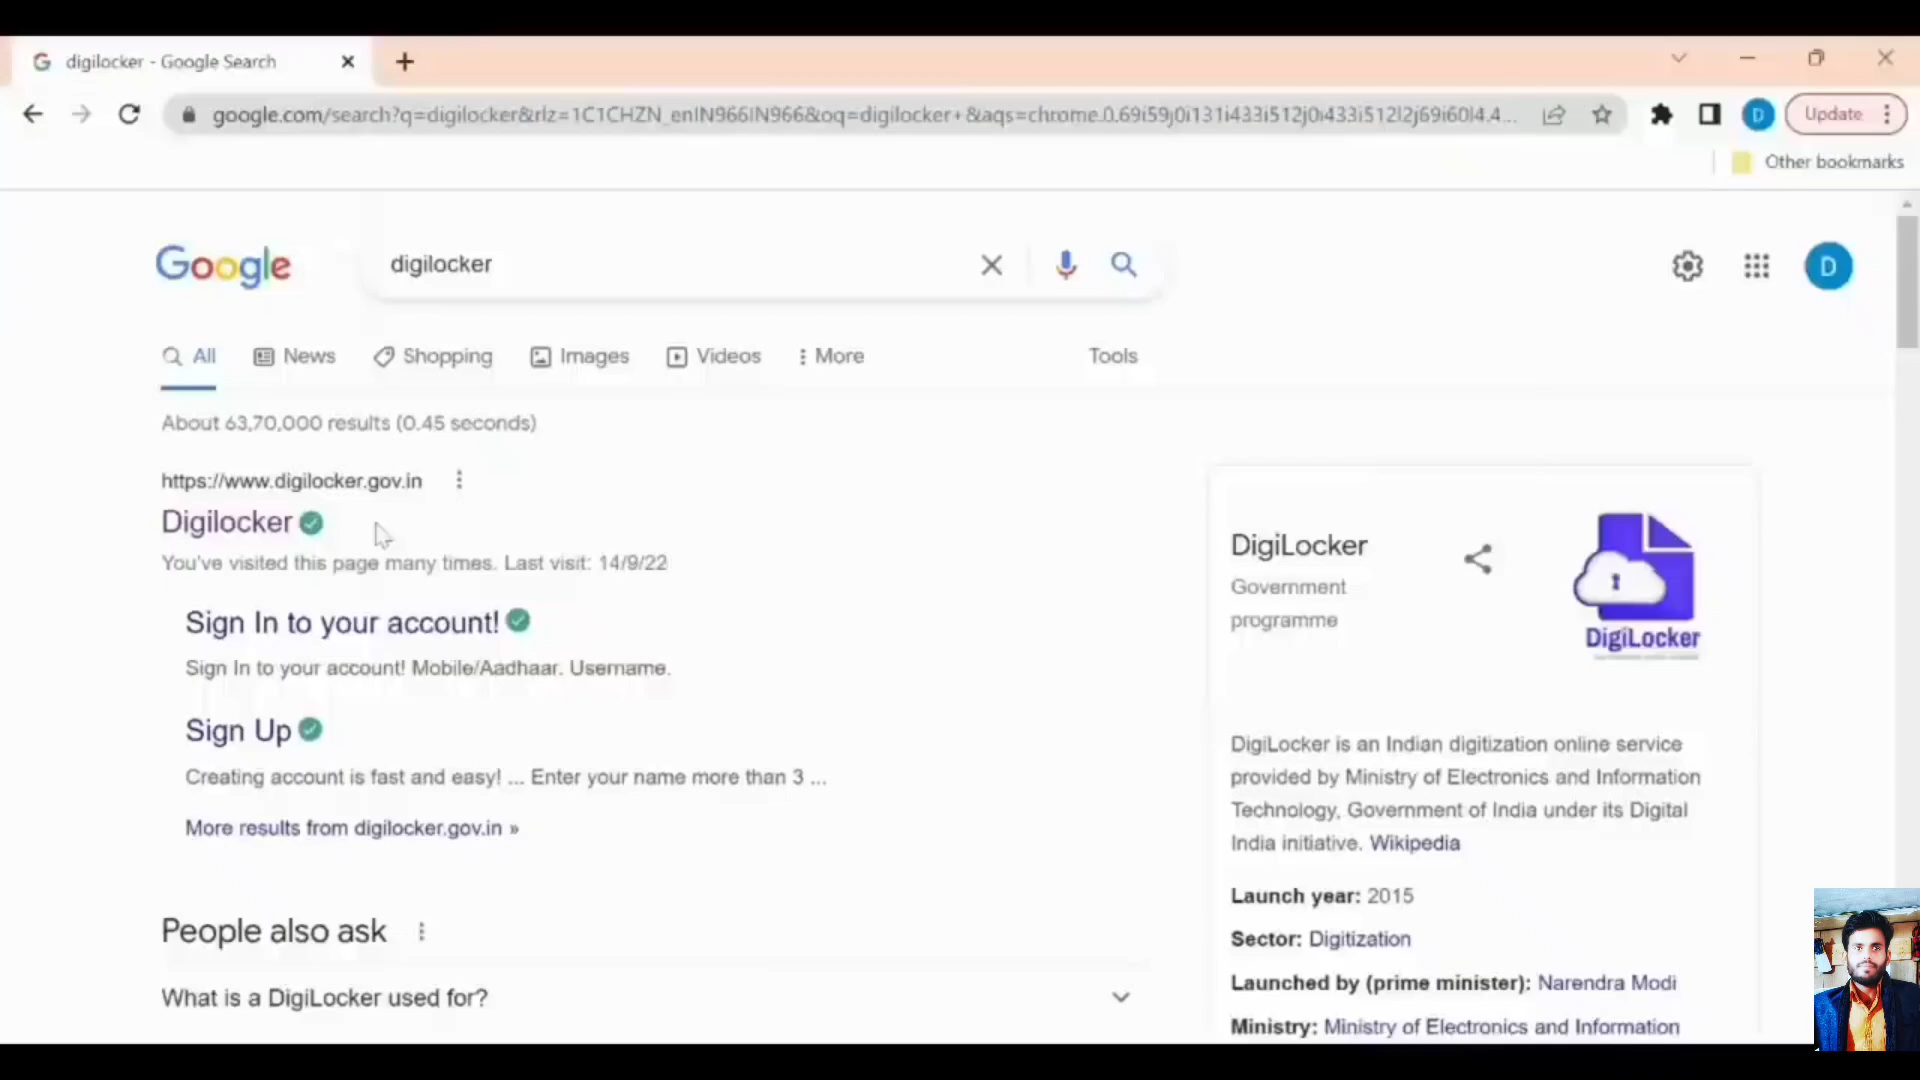 digilocker - Google Search
google.com/search?q=digilocker&rlz=1C1CHZN_enIN966IN966&oq=digilocker+&aqs=chrome.0.69i59j0i131i433i512j0i433i512l2j69i60l4.4...
Update
Other bookmarks
Google
digilocker
D
All News Shopping Images Videos More Tools
About 63,70,000 results (0.45 seconds)
https://www.digilocker.gov.in
Digilocker
You've visited this page many times. Last visit: 14/9/22
Sign In to your account!
Sign In to your account! Mobile/Aadhaar. Username.
Sign Up
Creating account is fast and easy! ... Enter your name more than 3 ...
More results from digilocker.gov.in »
People also ask
What is a DigiLocker used for?
DigiLocker
Government
programme
DigiLocker
DigiLocker is an Indian digitization online service
provided by Ministry of Electronics and Information
Technology, Government of India under its Digital
India initiative. Wikipedia
Launch year: 2015
Sector: Digitization
Launched by (prime minister): Narendra Modi
Ministry: Ministry of Electronics and Information